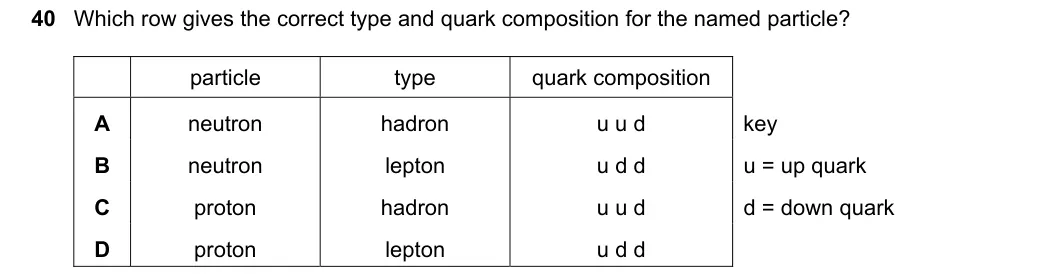 40 Which row gives the correct type and quark composition for the named particle?
particle type quark composition
A neutron hadron u u d key
B neutron lepton u d d u = up quark
C proton hadron u u d d = down quark
D proton lepton u d d